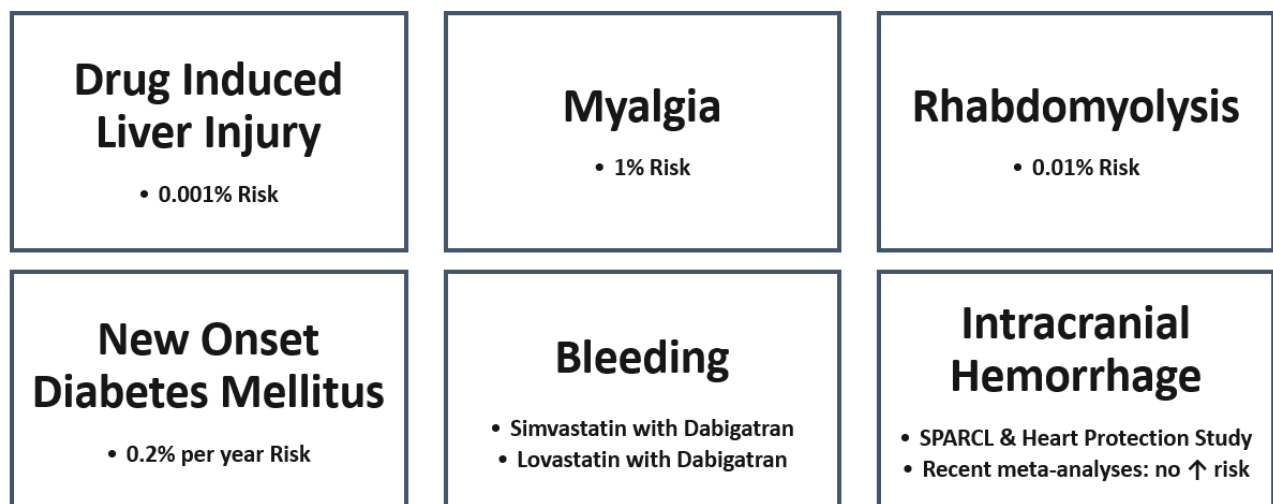 Drug Induced
Liver Injury
• 0.001% Risk
Myalgia
• 1% Risk
Rhabdomyolysis
• 0.01% Risk
New Onset
Diabetes Mellitus
• 0.2% per year Risk
Bleeding
• Simvastatin with Dabigatran
• Lovastatin with Dabigatran
Intracranial
Hemorrhage
• SPARCL & Heart Protection Study
• Recent meta-analyses: no ↑ risk